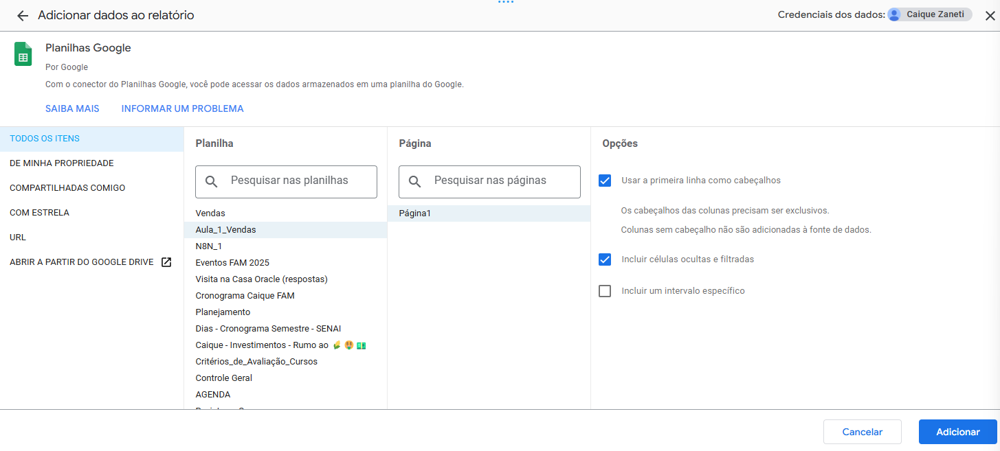 Adicionar dados ao relatório
Credenciais dos dados: Caique Zaneti
Planilhas Google
Por Google
Com o conector do Planilhas Google, você pode acessar os dados armazenados em uma planilha do Google.
SAIBA MAIS
INFORMAR UM PROBLEMA
TODOS OS ITENS
DE MINHA PROPRIEDADE
COMPARTILHADAS COMIGO
COM ESTRELA
URL
ABRIR A PARTIR DO GOOGLE DRIVE
Planilha
Pesquisar nas planilhas
Vendas
Aula_1_Vendas
N8N_1
Eventos FAM 2025
Visita na Casa Oracle (respostas)
Cronograma Caique FAM
Planejamento
Dias - Cronograma Semestre - SENAI
Caique - Investimentos - Rumo ao 🌽 🤑 💵
Critérios_de_Avaliação_Cursos
Controle Geral
AGENDA
Página
Pesquisar nas páginas
Página1
Opções
Usar a primeira linha como cabeçalhos
Os cabeçalhos das colunas precisam ser exclusivos.
Colunas sem cabeçalho não são adicionadas à fonte de dados.
Incluir células ocultas e filtradas
Incluir um intervalo específico
Cancelar
Adicionar